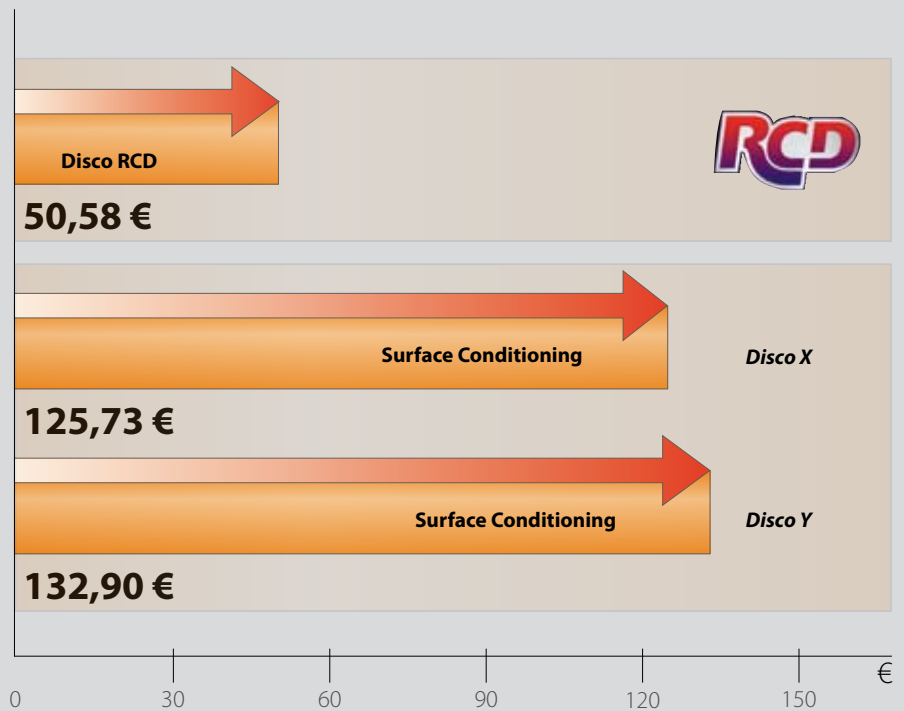 Disco RCD
RCD
50,58 €
Surface Conditioning
Disco X
125,73 €
Surface Conditioning
Disco Y
132,90 €
€
0 30 60 90 120 150